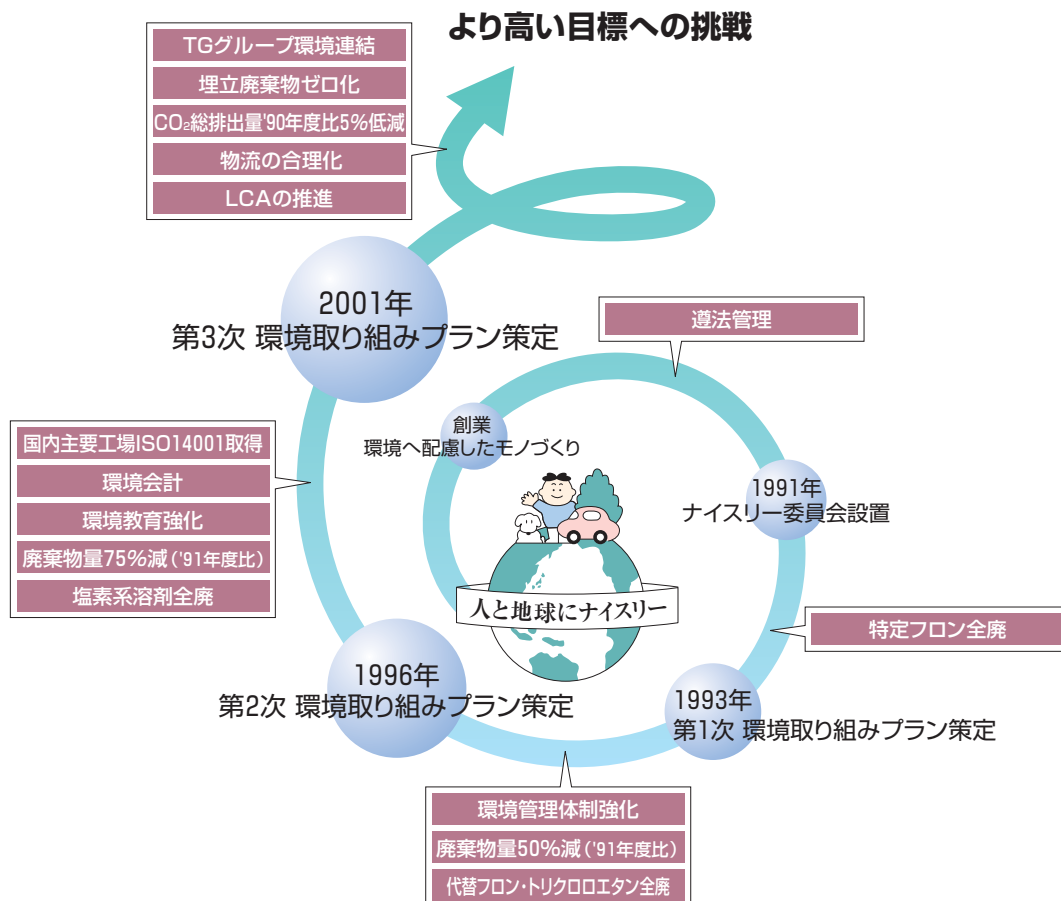 より高い目標への挑戦
TGグループ環境連結
埋立廃棄物ゼロ化
CO₂総排出量'90年度比5%低減
物流の合理化
LCAの推進
2001年
第3次 環境取り組みプラン策定
遵法管理
創業
環境へ配慮したモノづくり
国内主要工場ISO14001取得
環境会計
環境教育強化
廃棄物量75%減('91年度比)
塩素系溶剤全廃
1991年
ナイスリー委員会設置
人と地球にナイスリー
特定フロン全廃
1996年
第2次 環境取り組みプラン策定
1993年
第1次 環境取り組みプラン策定
環境管理体制強化
廃棄物量50%減('91年度比)
代替フロン・トリクロロエタン全廃